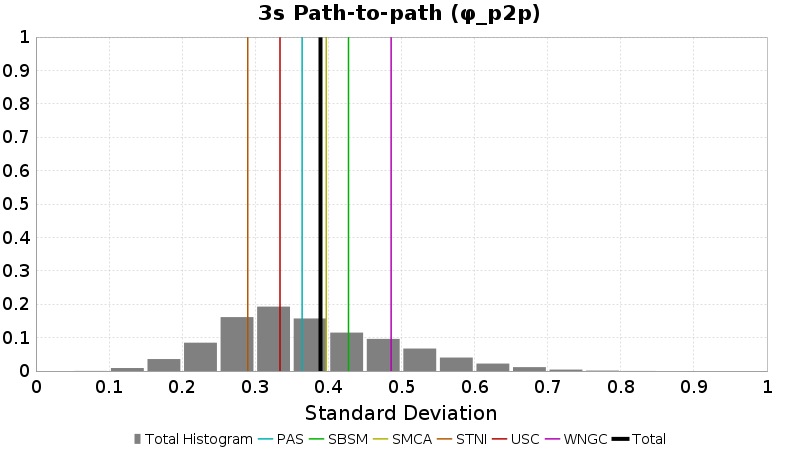 3s Path-to-path (φ_p2p)
1
0.9
0.8
0.7
0.6
0.5
0.4
0.3
0.2
0.1
0
0 0.1 0.2 0.3 0.4 0.5 0.6 0.7 0.8 0.9 1
Standard Deviation
Total Histogram PAS SBSM SMCA STNI USC WNGC Total